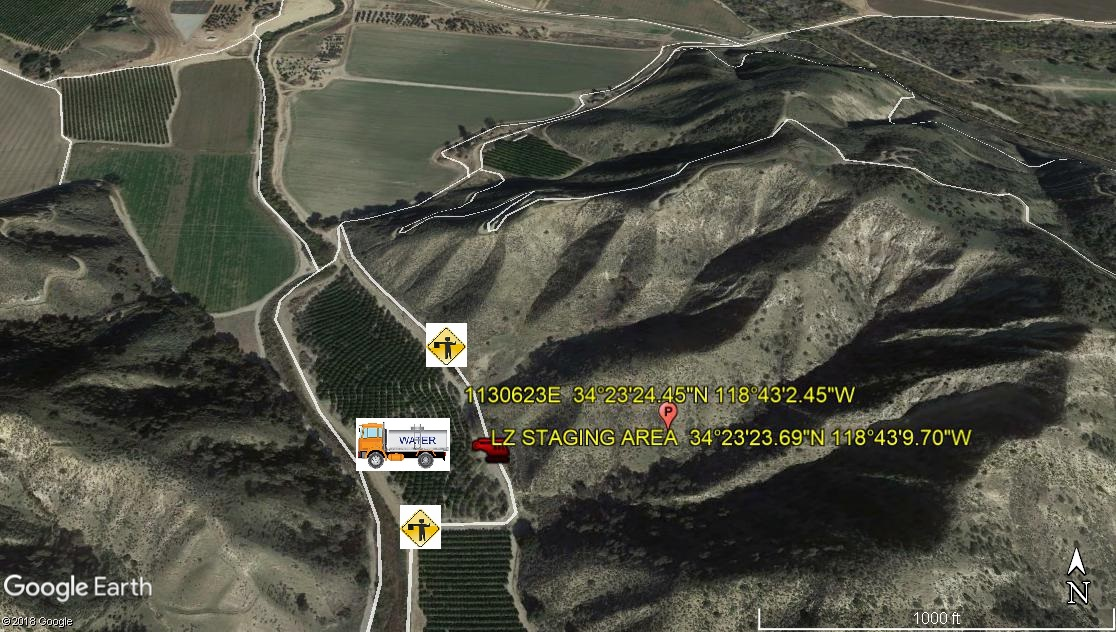 1130623E 34°23'24.45"N 118°43'2.45"W
P
LZ STAGING AREA 34°23'23.69"N 118°43'9.70"W
WATER
Google Earth
©2018 Google
N
1000 ft